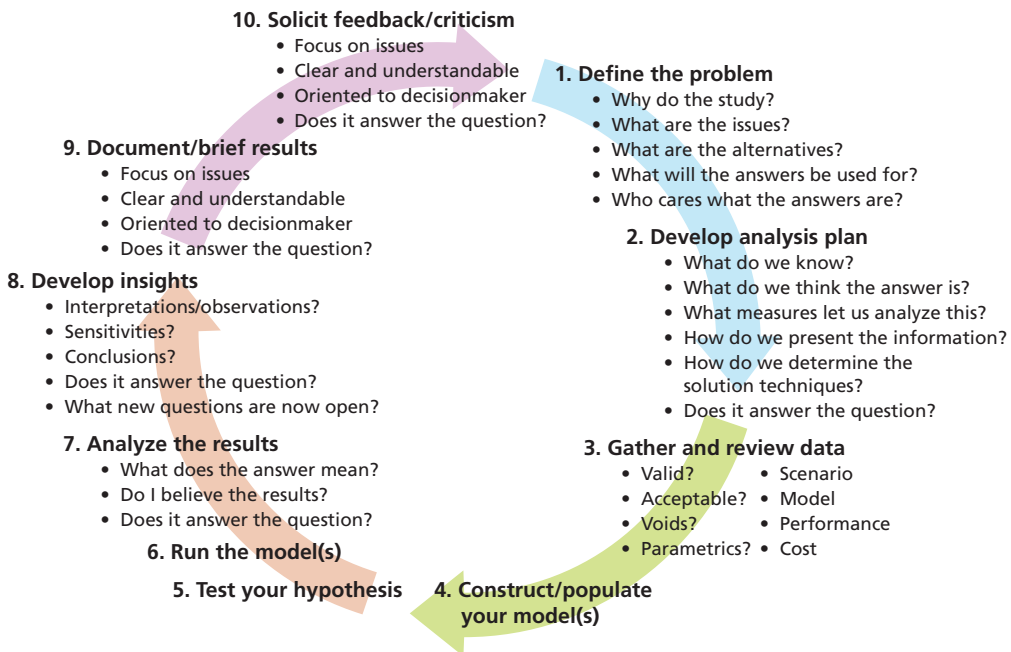 10. Solicit feedback/criticism
• Focus on issues
• Clear and understandable
• Oriented to decisionmaker
• Does it answer the question?
1. Define the problem
• Why do the study?
• What are the issues?
• What are the alternatives?
• What will the answers be used for?
• Who cares what the answers are?
2. Develop analysis plan
• What do we know?
• What do we think the answer is?
• What measures let us analyze this?
• How do we present the information?
• How do we determine the
solution techniques?
• Does it answer the question?
3. Gather and review data
• Valid?
• Acceptable?
• Voids?
• Parametrics?
• Scenario
• Model
• Performance
• Cost
4. Construct/populate
your model(s)
5. Test your hypothesis
6. Run the model(s)
7. Analyze the results
• What does the answer mean?
• Do I believe the results?
• Does it answer the question?
8. Develop insights
• Interpretations/observations?
• Sensitivities?
• Conclusions?
• Does it answer the question?
• What new questions are now open?
9. Document/brief results
• Focus on issues
• Clear and understandable
• Oriented to decisionmaker
• Does it answer the question?